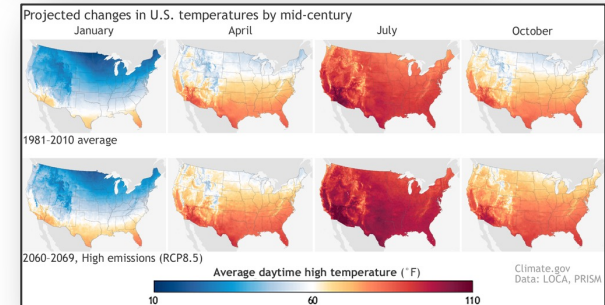 Projected changes in U.S. temperatures by mid-century
January April July October
1981-2010 average
2060-2069, High emissions (RCP8.5)
Average daytime high temperature (°F)
10 60 110
Climate.gov
Data: LOCA, PRISM